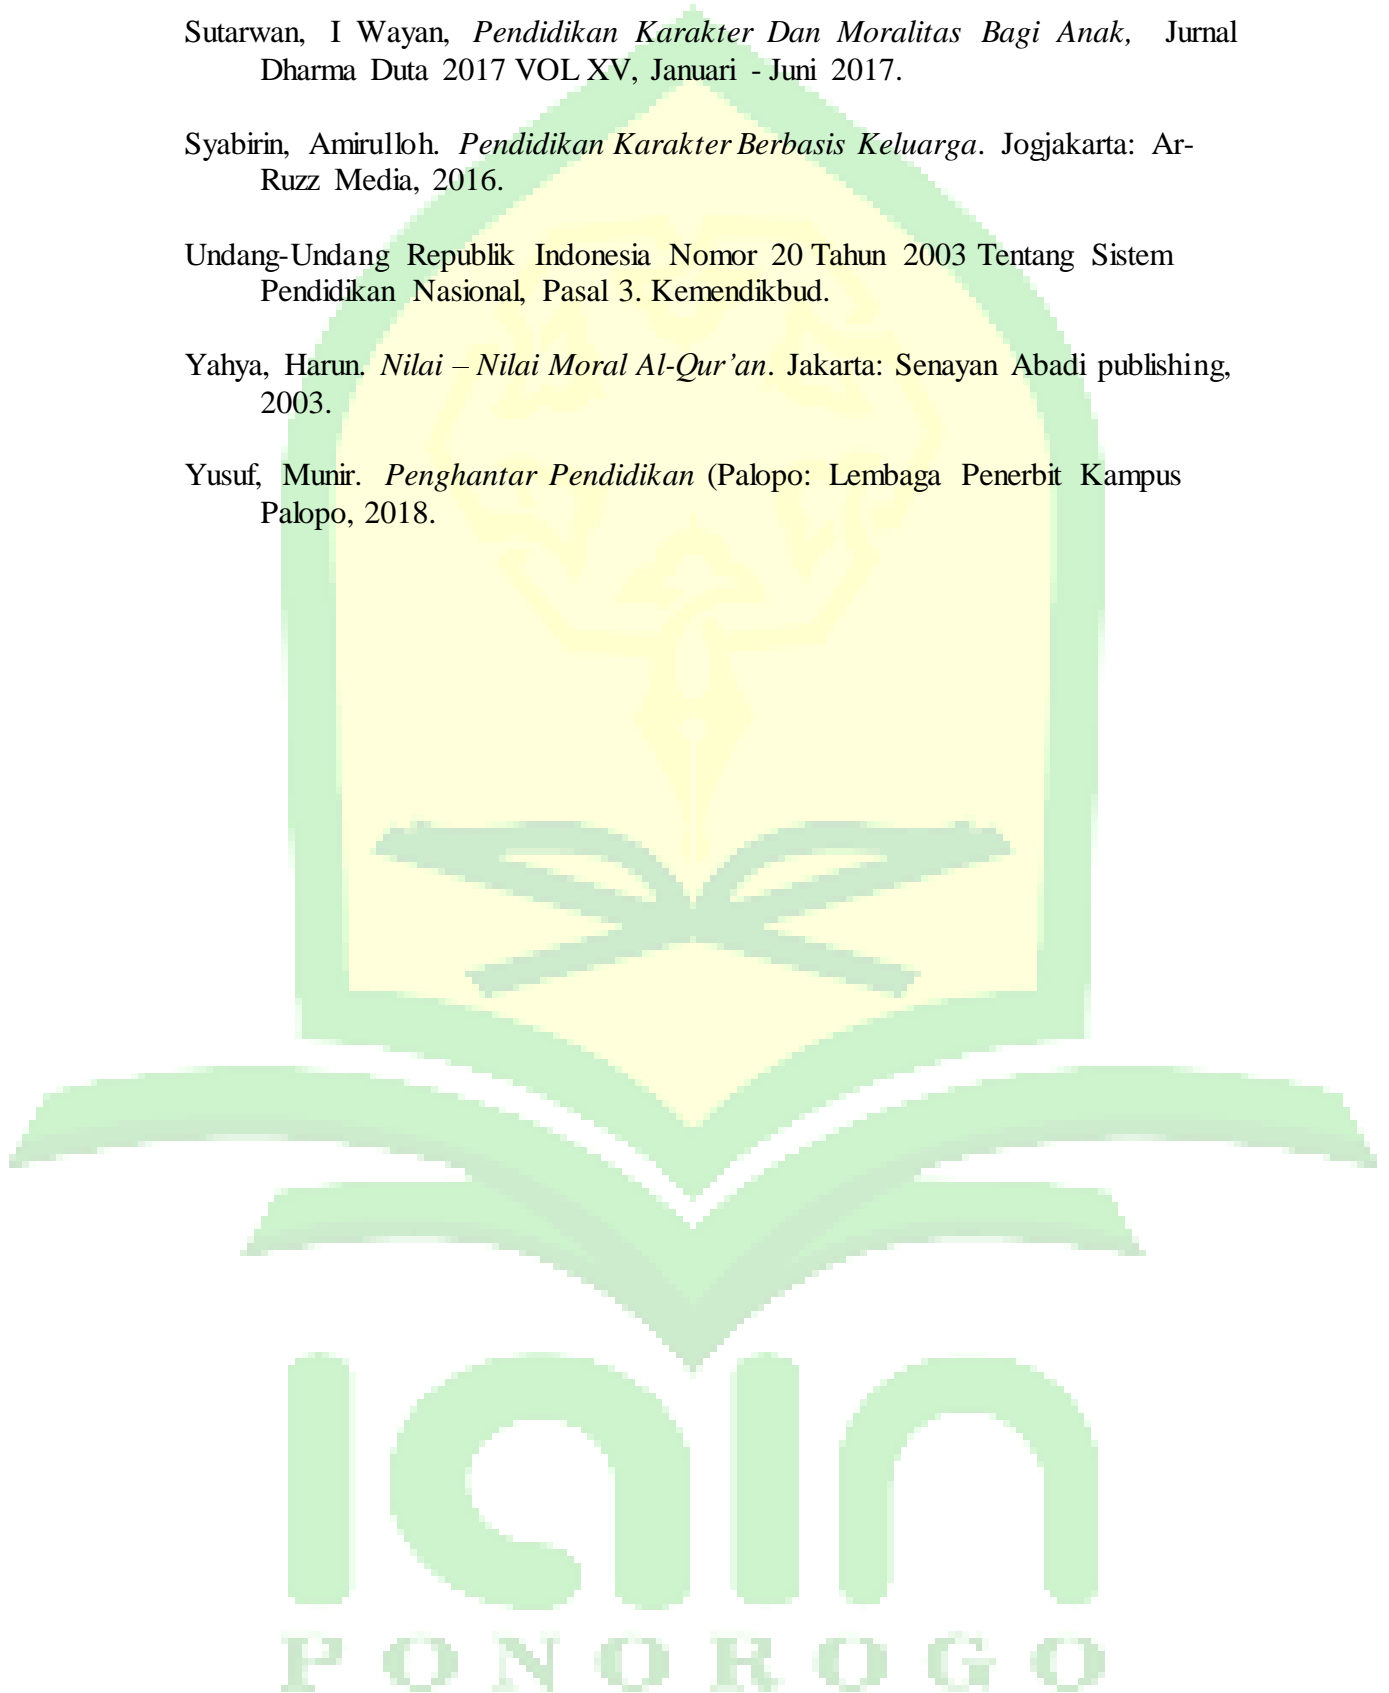 Sutarwan, I Wayan, Pendidikan Karakter Dan Moralitas Bagi Anak, Jurnal
Dharma Duta 2017 VOL XV, Januari - Juni 2017.
Syabirin, Amirulloh. Pendidikan Karakter Berbasis Keluarga. Jogjakarta: Ar-
Ruzz Media, 2016.
Undang-Undang Republik Indonesia Nomor 20 Tahun 2003 Tentang Sistem
Pendidikan Nasional, Pasal 3. Kemendikbud.
Yahya, Harun. Nilai – Nilai Moral Al-Qur’an. Jakarta: Senayan Abadi publishing,
2003.
Yusuf, Munir. Penghantar Pendidikan (Palopo: Lembaga Penerbit Kampus
Palopo, 2018.
iain
PONOROGO